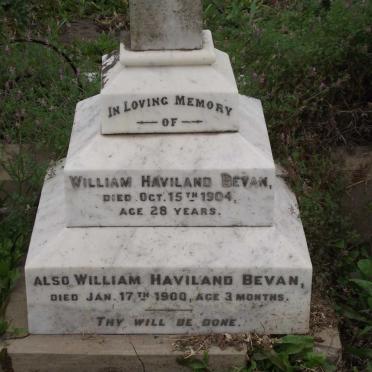 IN LOVING MEMORY
OF
WILLIAM HAVILAND BEVAN,
DIED OCT. 15TH 1904,
AGE 28 YEARS.
ALSO WILLIAM HAVILAND BEVAN,
DIED JAN. 17TH 1900, AGE 3 MONTHS.
THY WILL BE DONE.